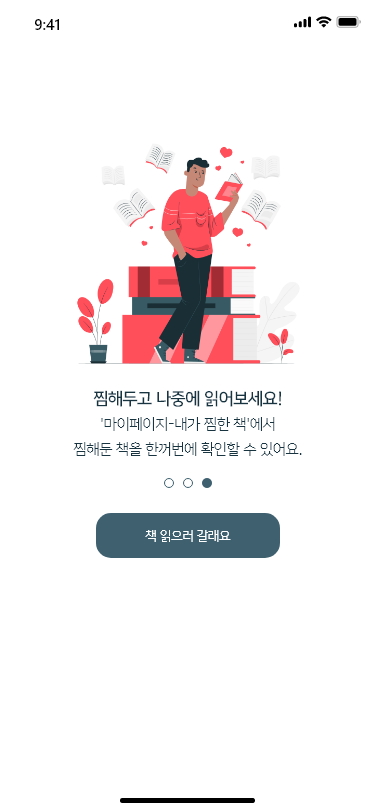 9:41
찜해두고 나중에 읽어보세요!
'마이페이지-내가 찜한 책'에서
찜해둔 책을 한꺼번에 확인할 수 있어요.
책 읽으러 갈래요